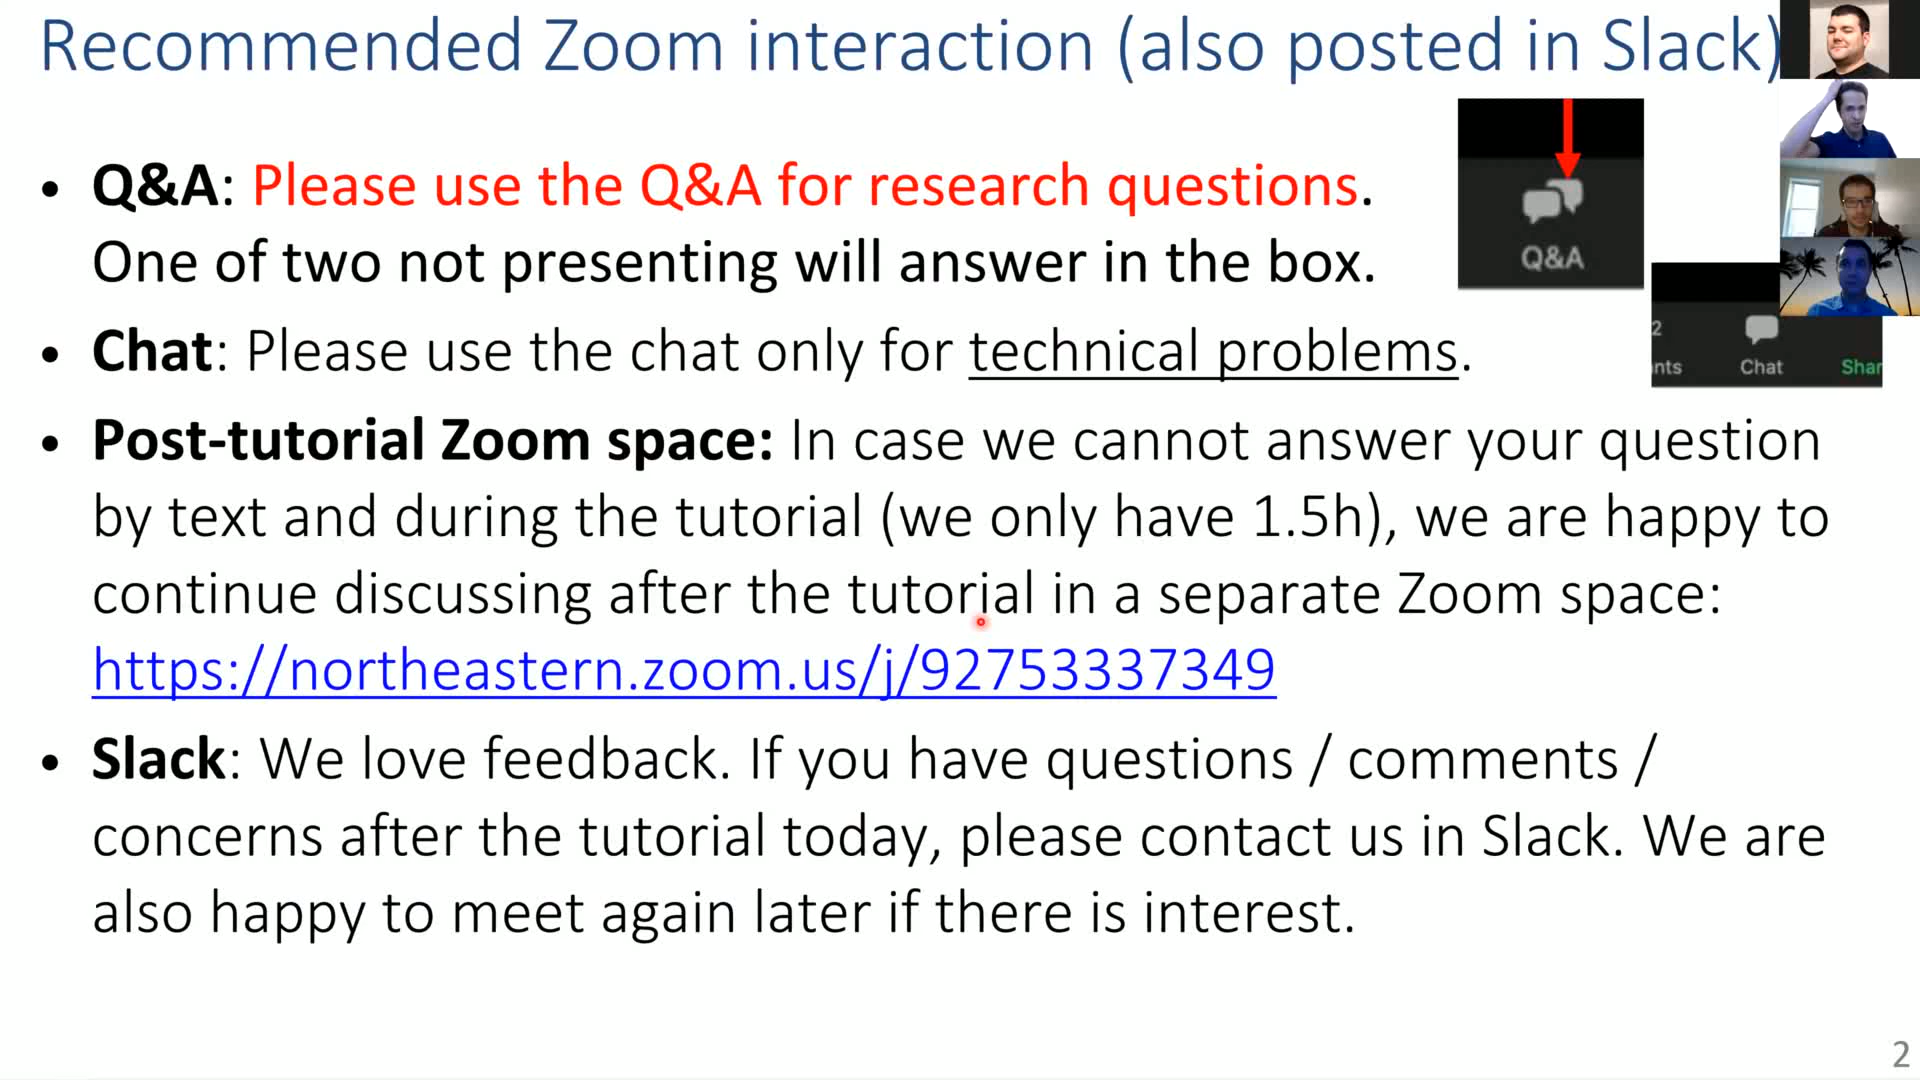 Recommended Zoom interaction (also posted in Slack)
• Q&A: Please use the Q&A for research questions.
One of two not presenting will answer in the box.
Q&A
• Chat: Please use the chat only for technical problems.
2
nts Chat Shar
• Post-tutorial Zoom space: In case we cannot answer your question
by text and during the tutorial (we only have 1.5h), we are happy to
continue discussing after the tutorial in a separate Zoom space:
https://northeastern.zoom.us/j/92753337349
• Slack: We love feedback. If you have questions / comments /
concerns after the tutorial today, please contact us in Slack. We are
also happy to meet again later if there is interest.
2